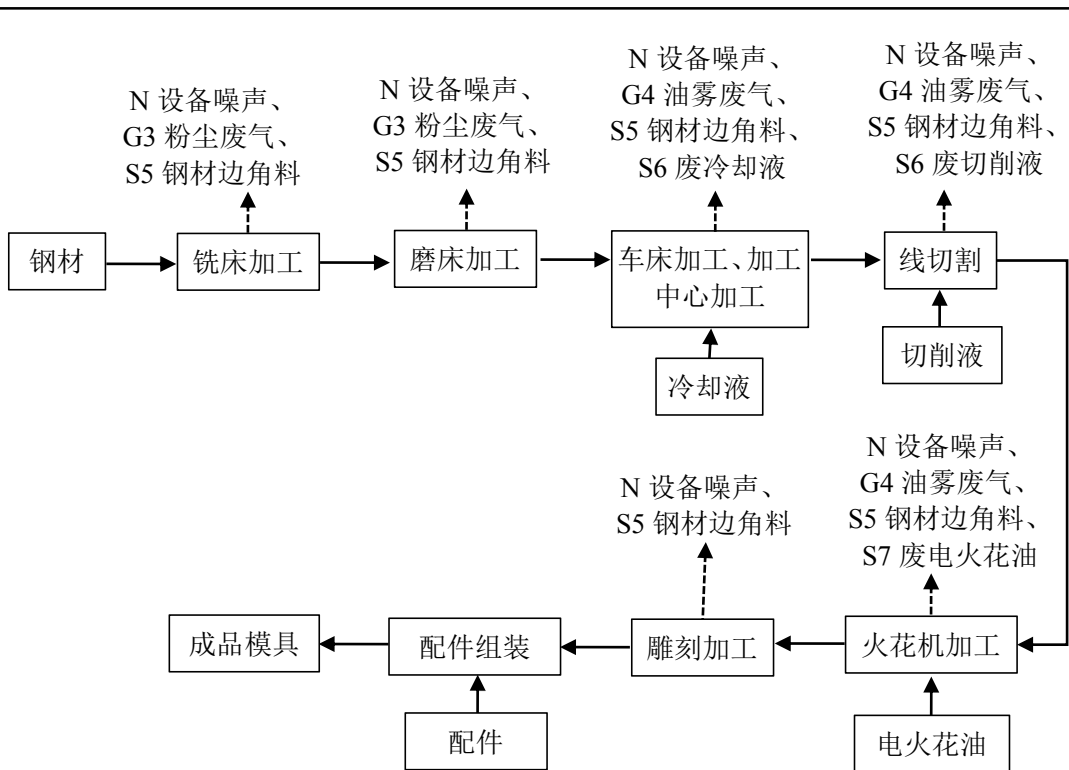 N 设备噪声、
G3 粉尘废气、
S5 钢材边角料
N 设备噪声、
G3 粉尘废气、
S5 钢材边角料
N 设备噪声、
G4 油雾废气、
S5 钢材边角料、
S6 废冷却液
N 设备噪声、
G4 油雾废气、
S5 钢材边角料、
S6 废切削液
钢材
铣床加工
磨床加工
车床加工、加工
中心加工
线切割
冷却液
切削液
N 设备噪声、
S5 钢材边角料
N 设备噪声、
G4 油雾废气、
S5 钢材边角料、
S7 废电火花油
成品模具
配件组装
雕刻加工
火花机加工
配件
电火花油